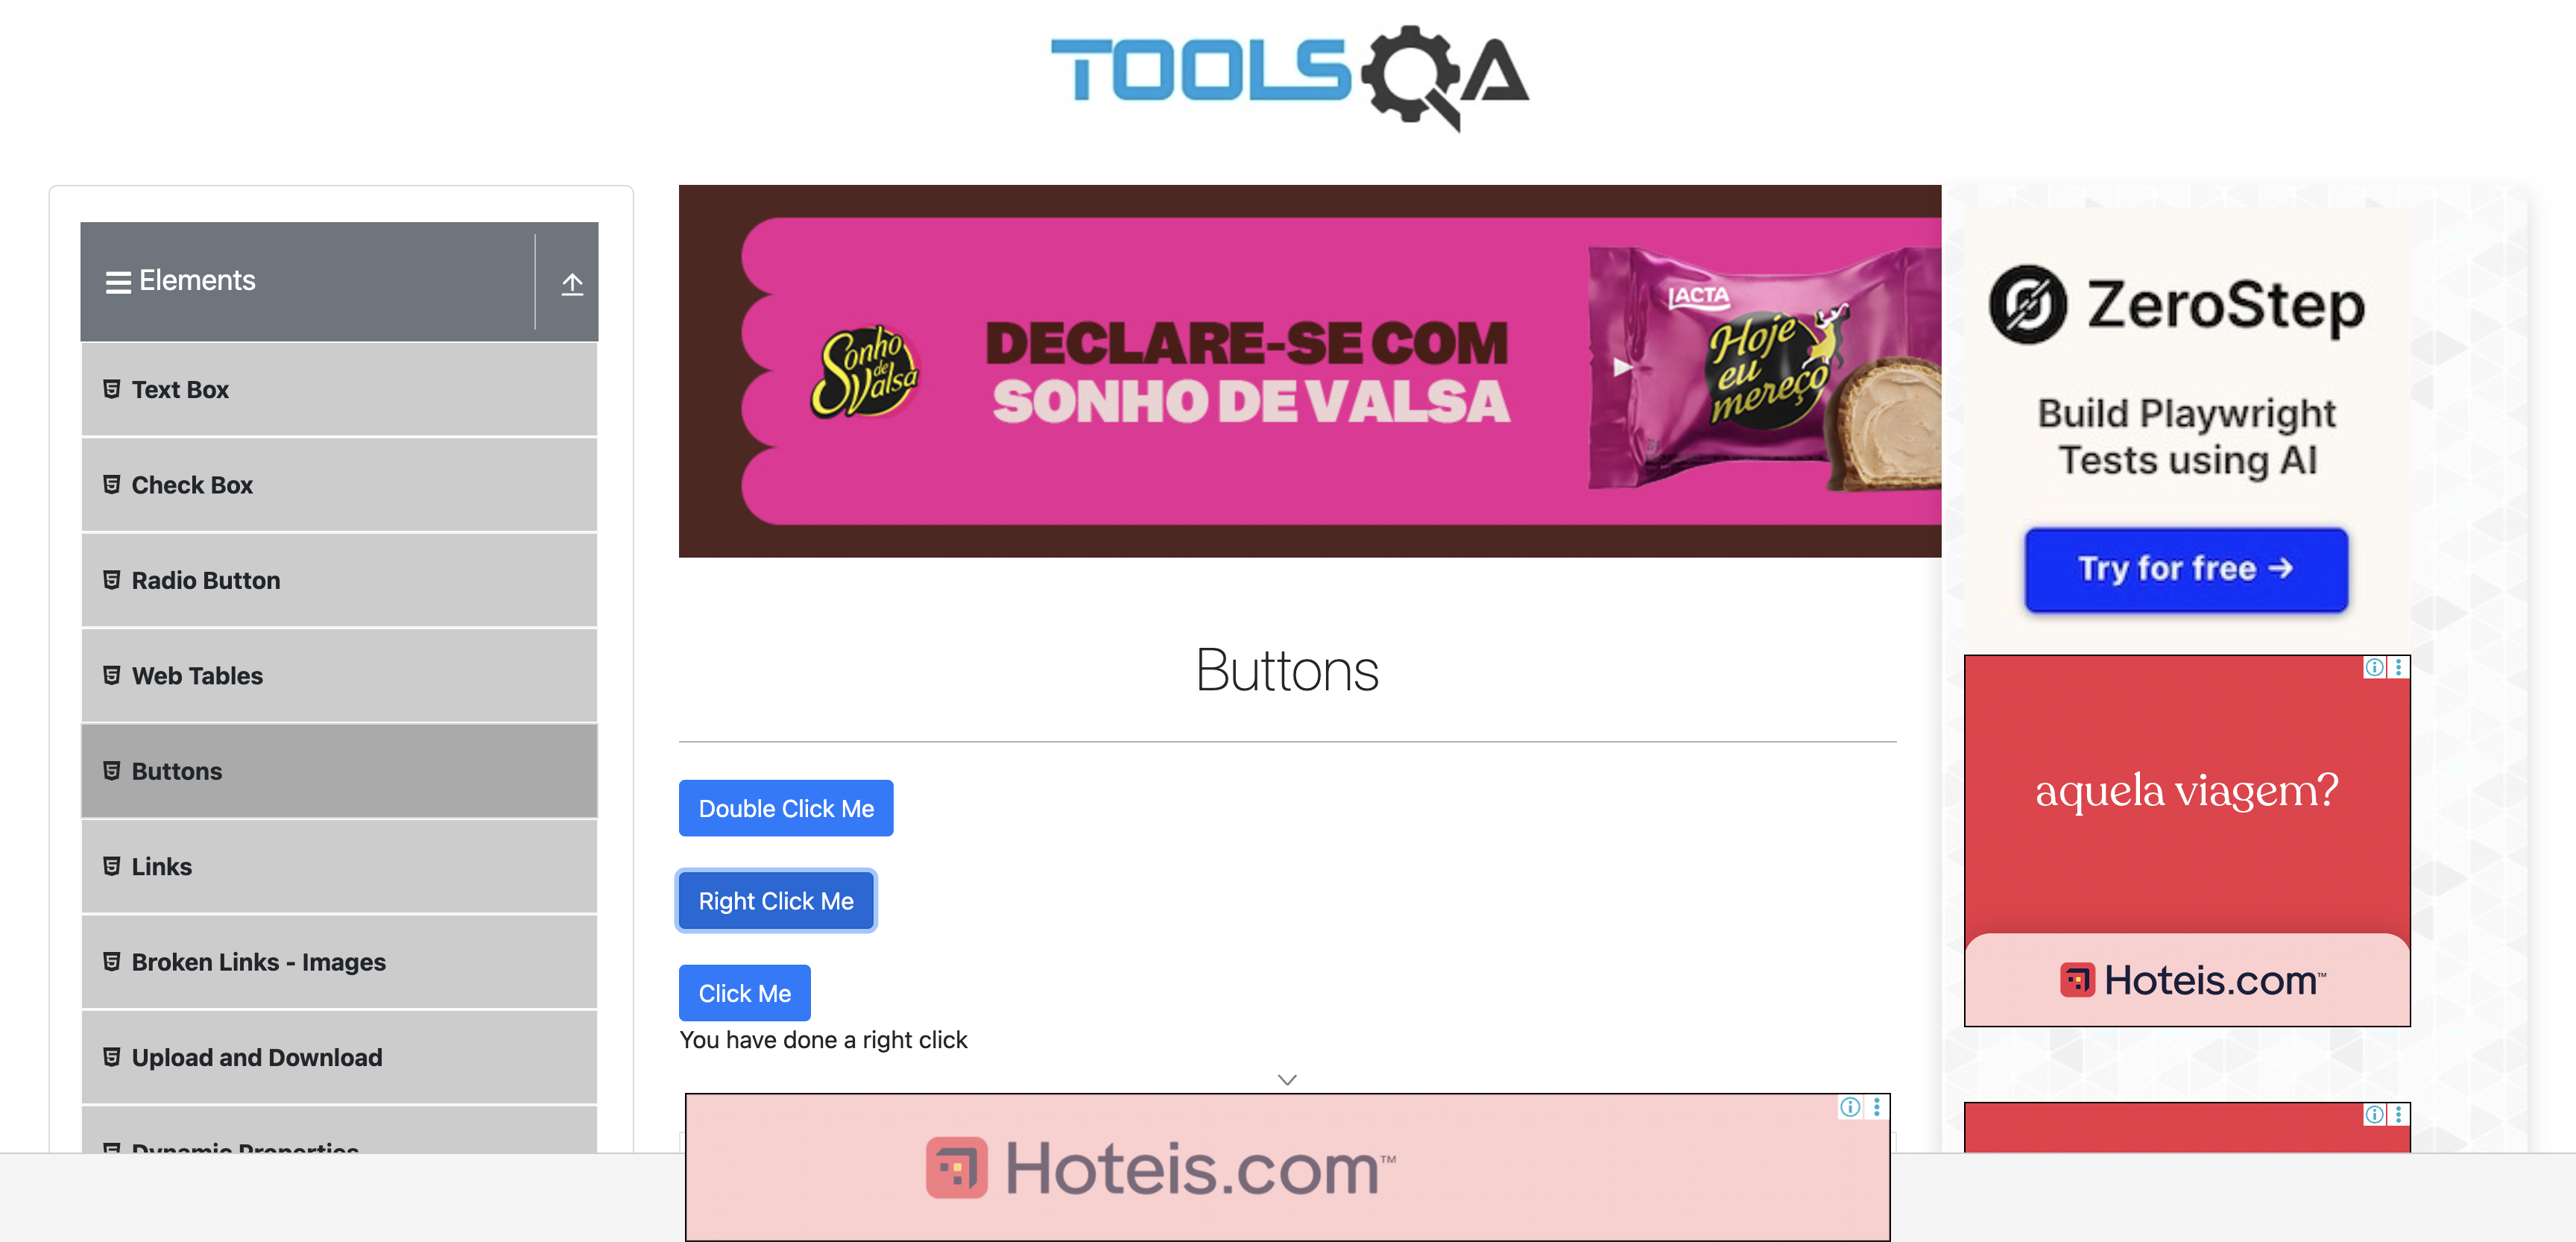 TOOLSQA
Elements
Text Box
Check Box
Radio Button
Web Tables
Buttons
Links
Broken Links - Images
Upload and Download
Dynamic Properties
Sonho de Valsa
DECLARE-SE COM
SONHO DE VALSA
LACTA
Hoje
eu
mereço
Buttons
Double Click Me
Right Click Me
Click Me
You have done a right click
Hoteis.com™
ZeroStep
Build Playwright
Tests using AI
Try for free →
aquela viagem?
Hoteis.com™